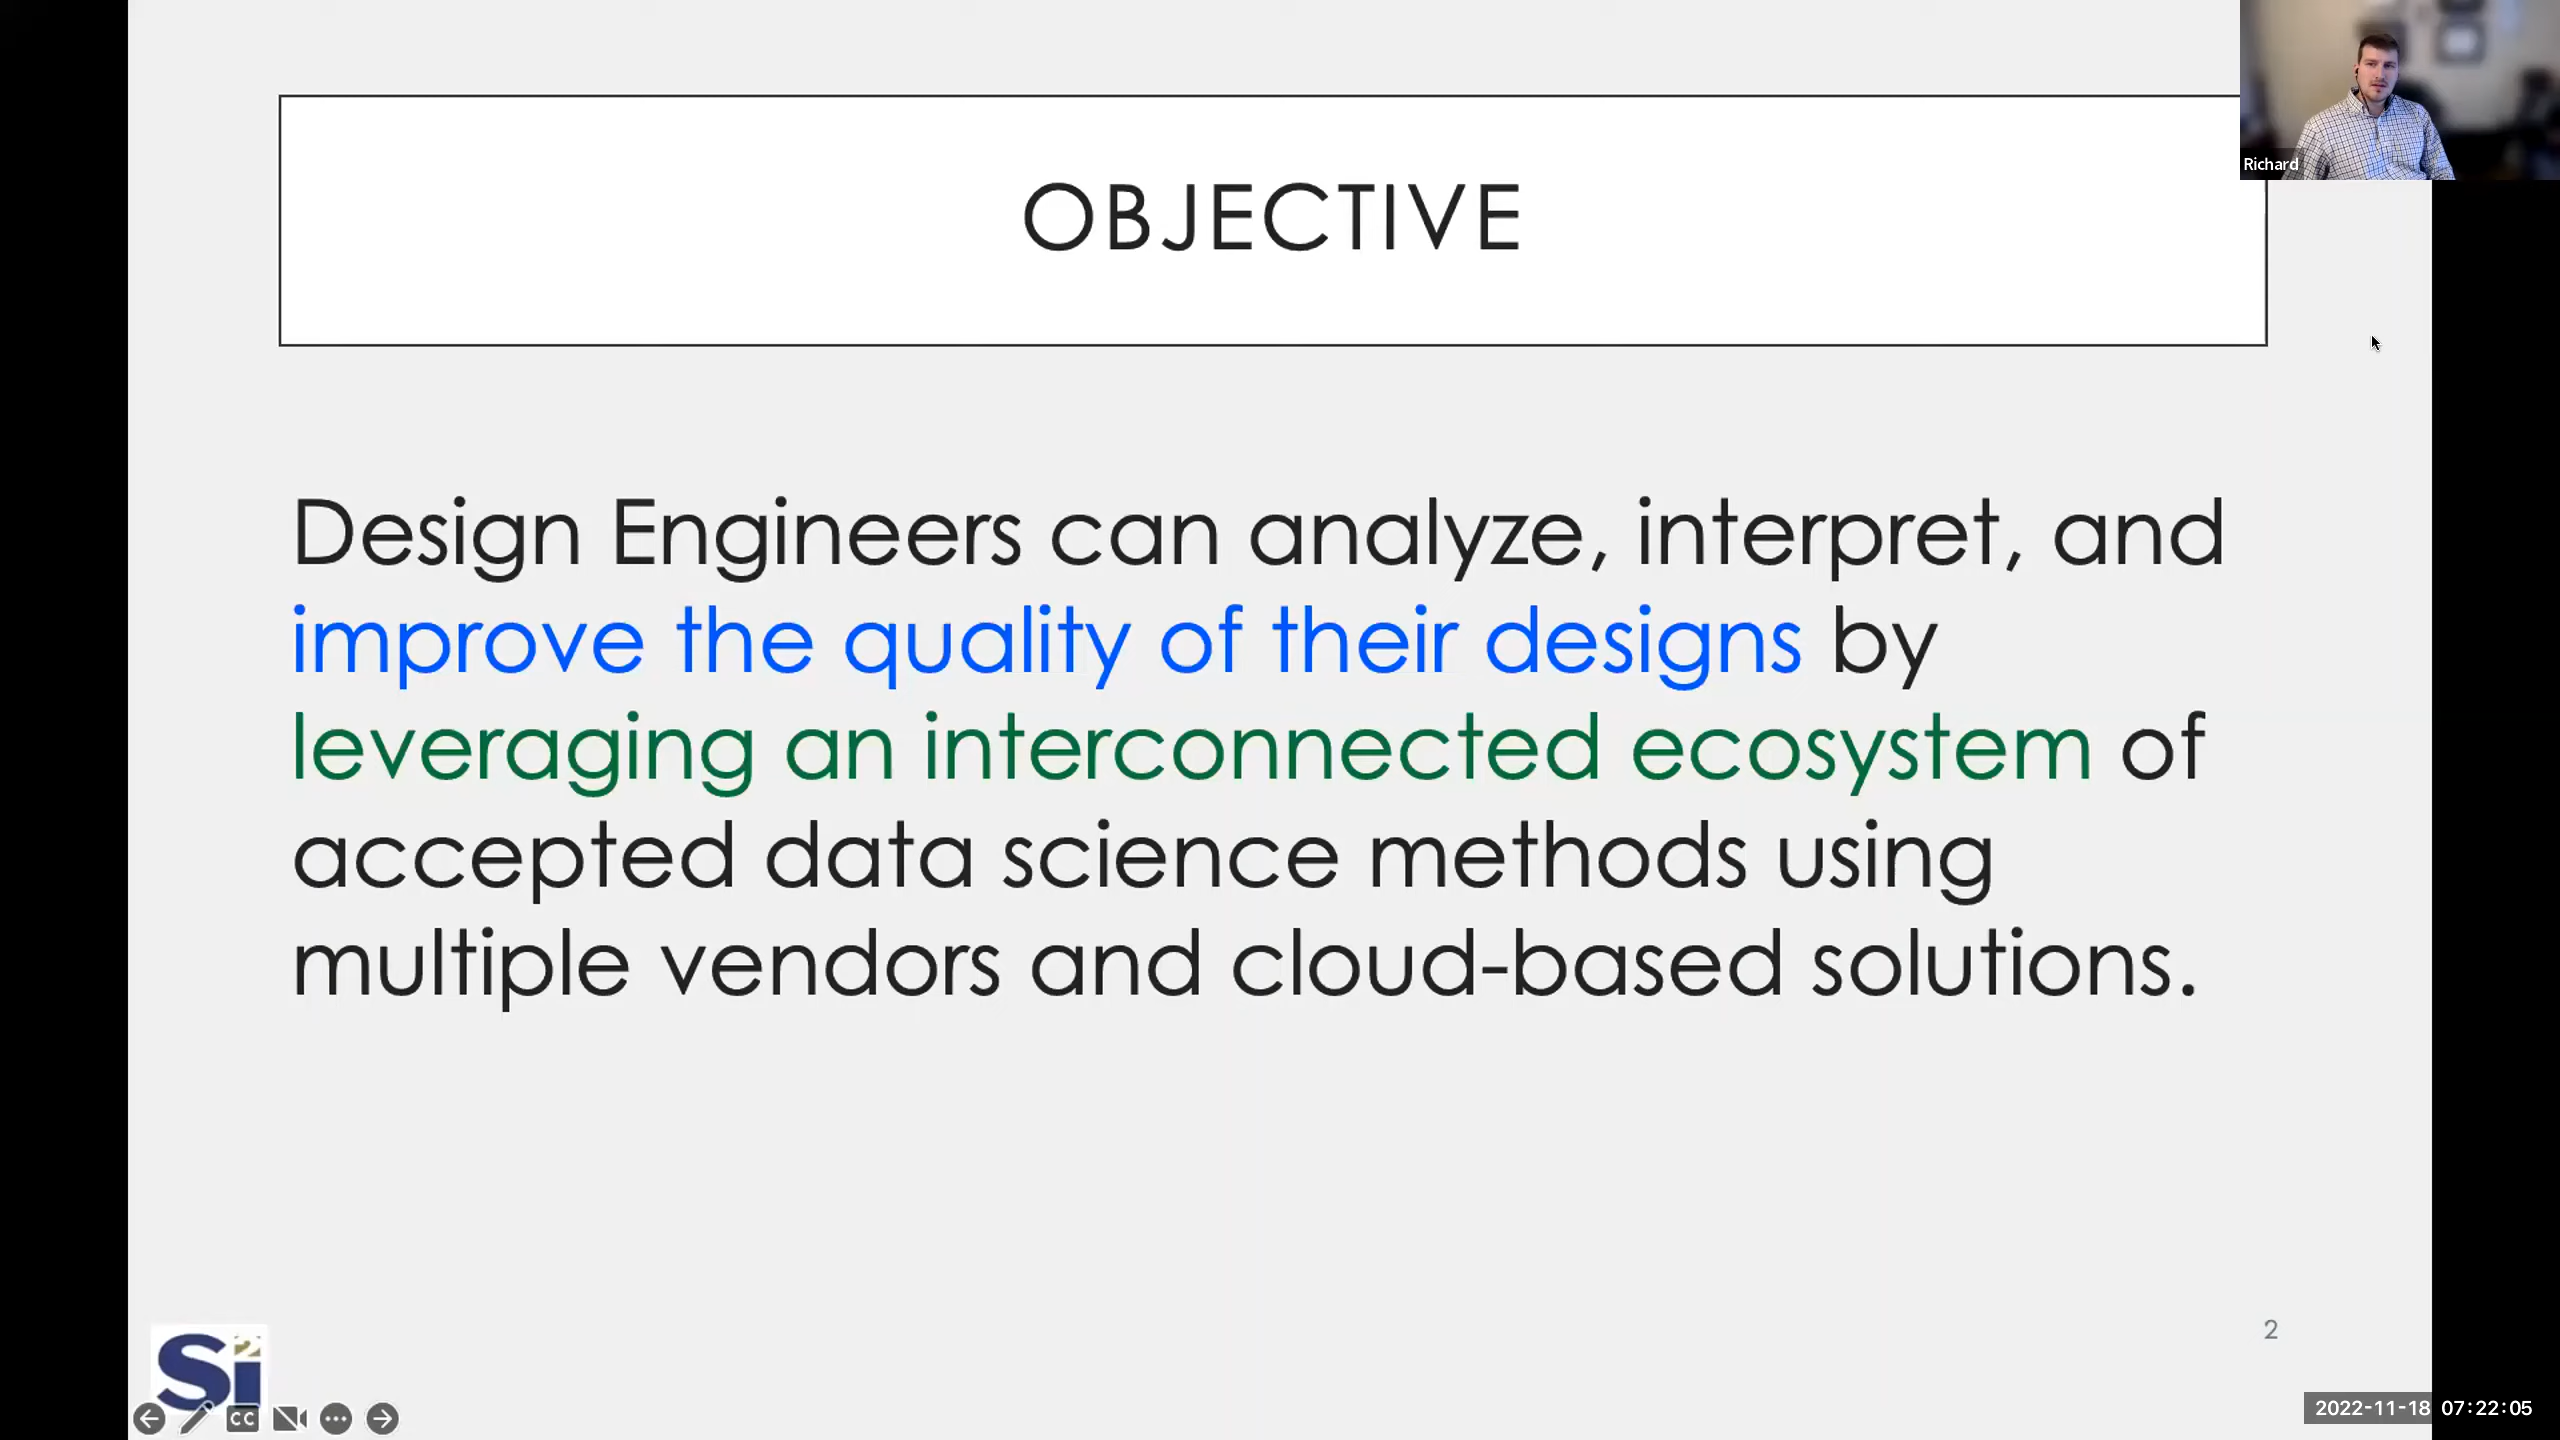 Richard
OBJECTIVE
Design Engineers can analyze, interpret, and
improve the quality of their designs by
leveraging an interconnected ecosystem of
accepted data science methods using
multiple vendors and cloud-based solutions.
2
Si2
CC
2022-11-18 07:22:05